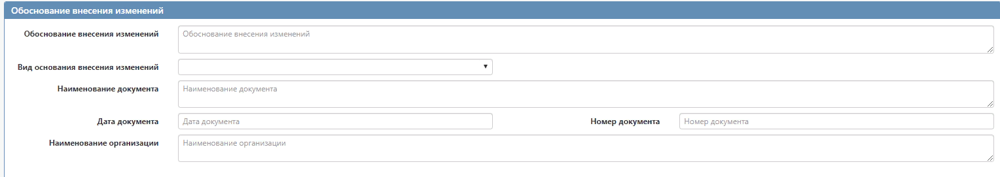 Обоснование внесения изменений
Обоснование внесения изменений Обоснование внесения изменений
Вид основания внесения изменений
Наименование документа Наименование документа
Дата документа Дата документа Номер документа Номер документа
Наименование организации Наименование организации